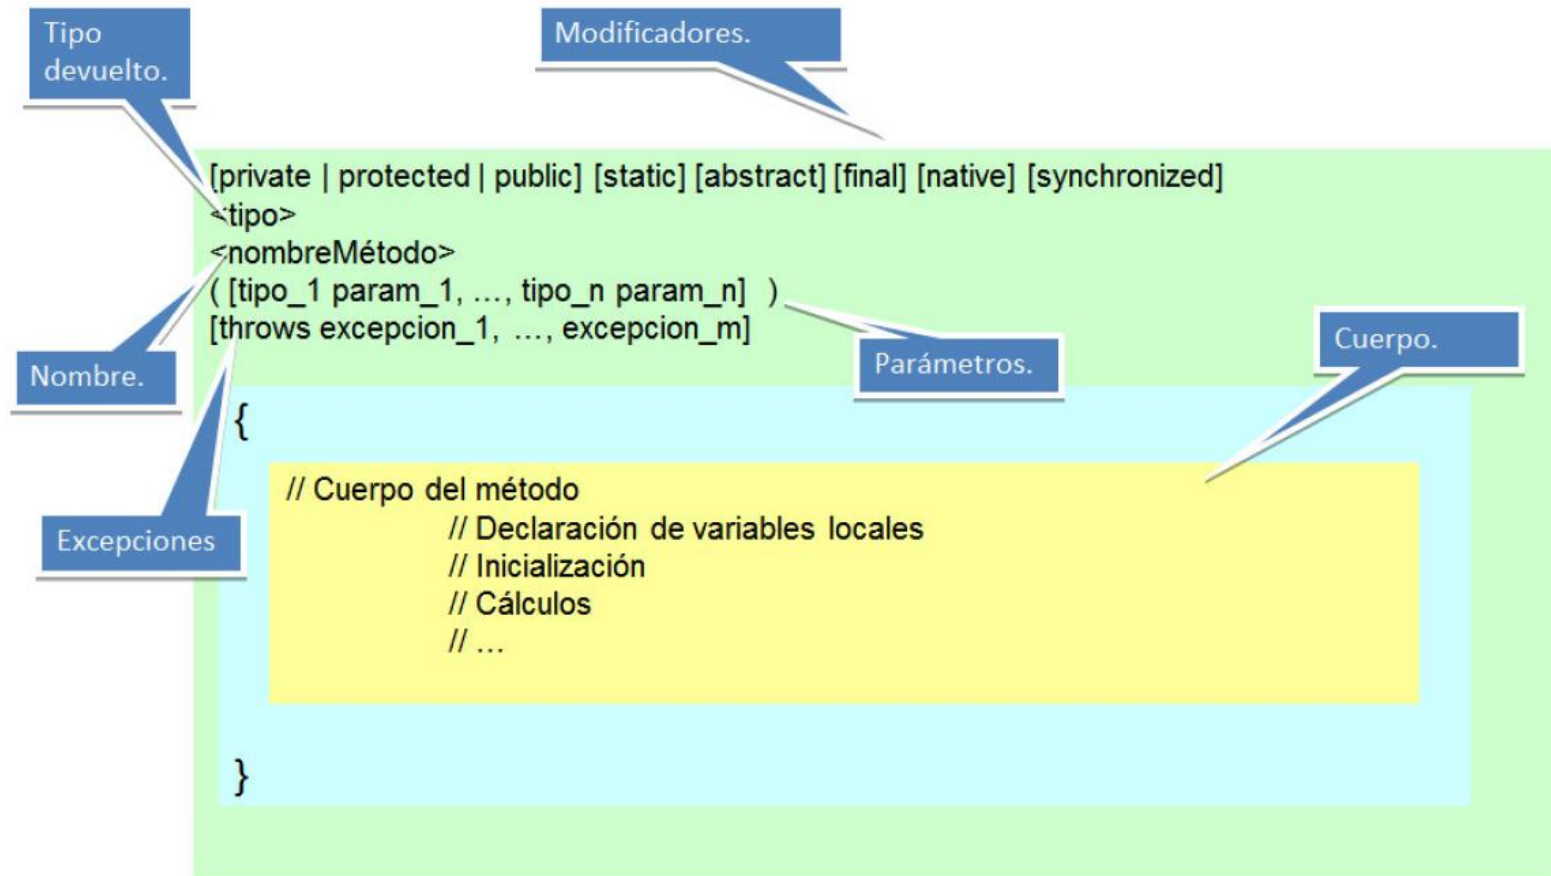 Tipo
devuelto.
Modificadores.
[private | protected | public] [static] [abstract] [final] [native] [synchronized]
<tipo>
<nombreMétodo>
( [tipo_1 param_1, …, tipo_n param_n] )
[throws excepcion_1, …, excepcion_m]
Nombre.
Parámetros.
Cuerpo.
{
// Cuerpo del método
// Declaración de variables locales
// Inicialización
// Cálculos
// …
Excepciones
}